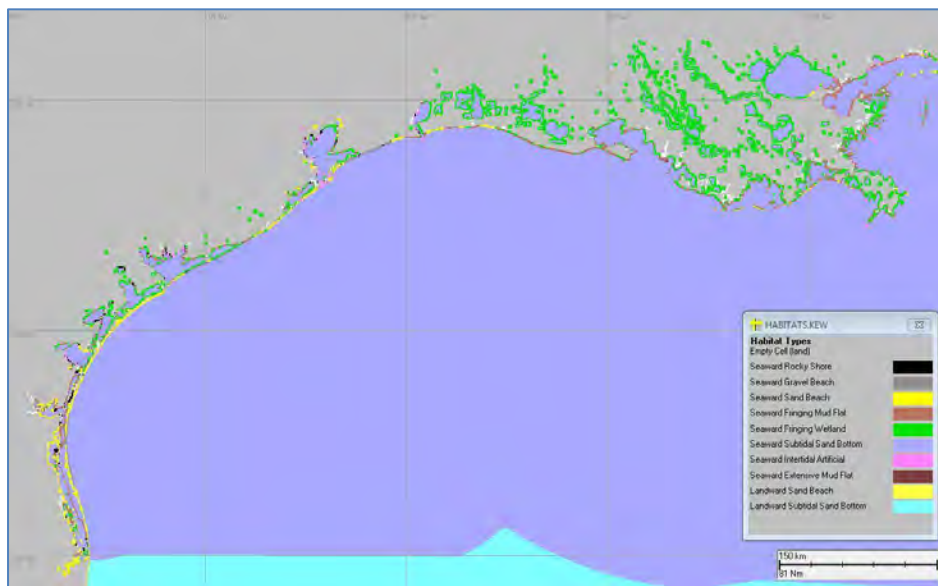 HABITATS.KEW
Habitat Types
Empty Cell (land)
Seaward Rocky Shore
Seaward Gravel Beach
Seaward Sand Beach
Seaward Fringing Mud Flat
Seaward Fringing Wetland
Seaward Subtidal Sand Bottom
Seaward Intertidal Artificial
Seaward Extensive Mud Flat
Landward Sand Beach
Landward Subtidal Sand Bottom
150 km
81 Nm